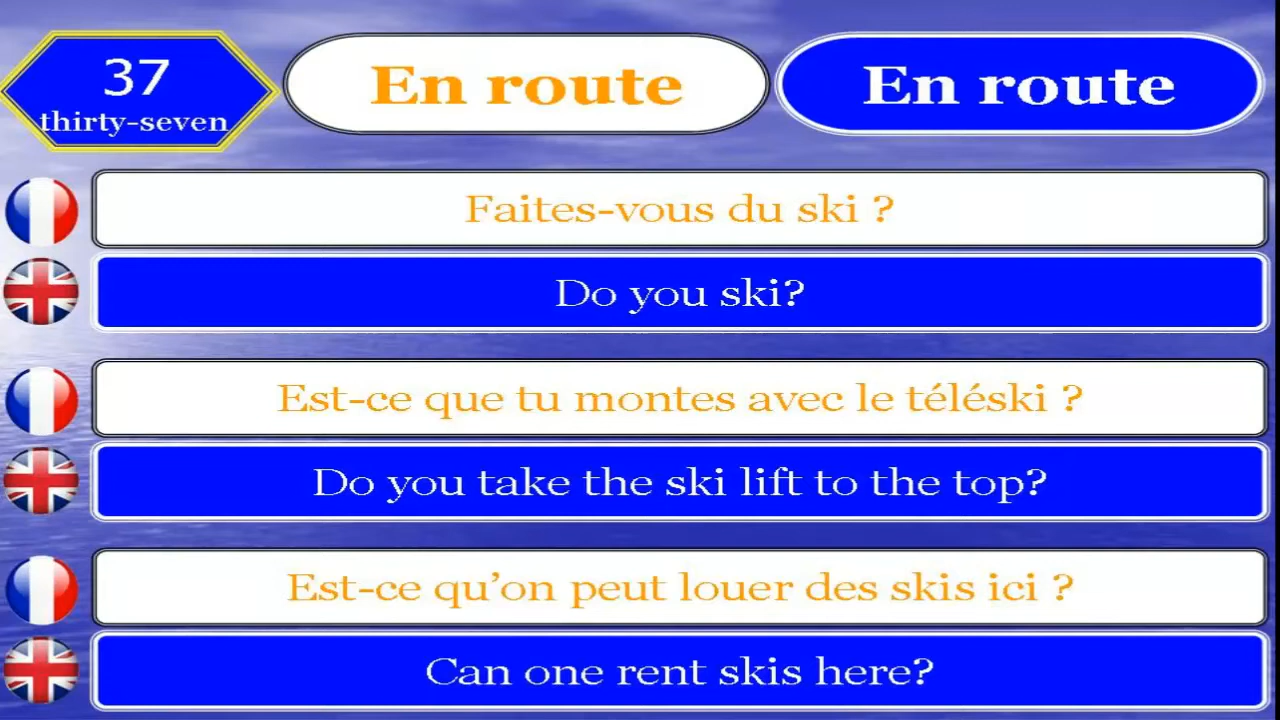 37
thirty-seven
En route
En route
Faites-vous du ski ?
Do you ski?
Est-ce que tu montes avec le téléski ?
Do you take the ski lift to the top?
Est-ce qu’on peut louer des skis ici ?
Can one rent skis here?